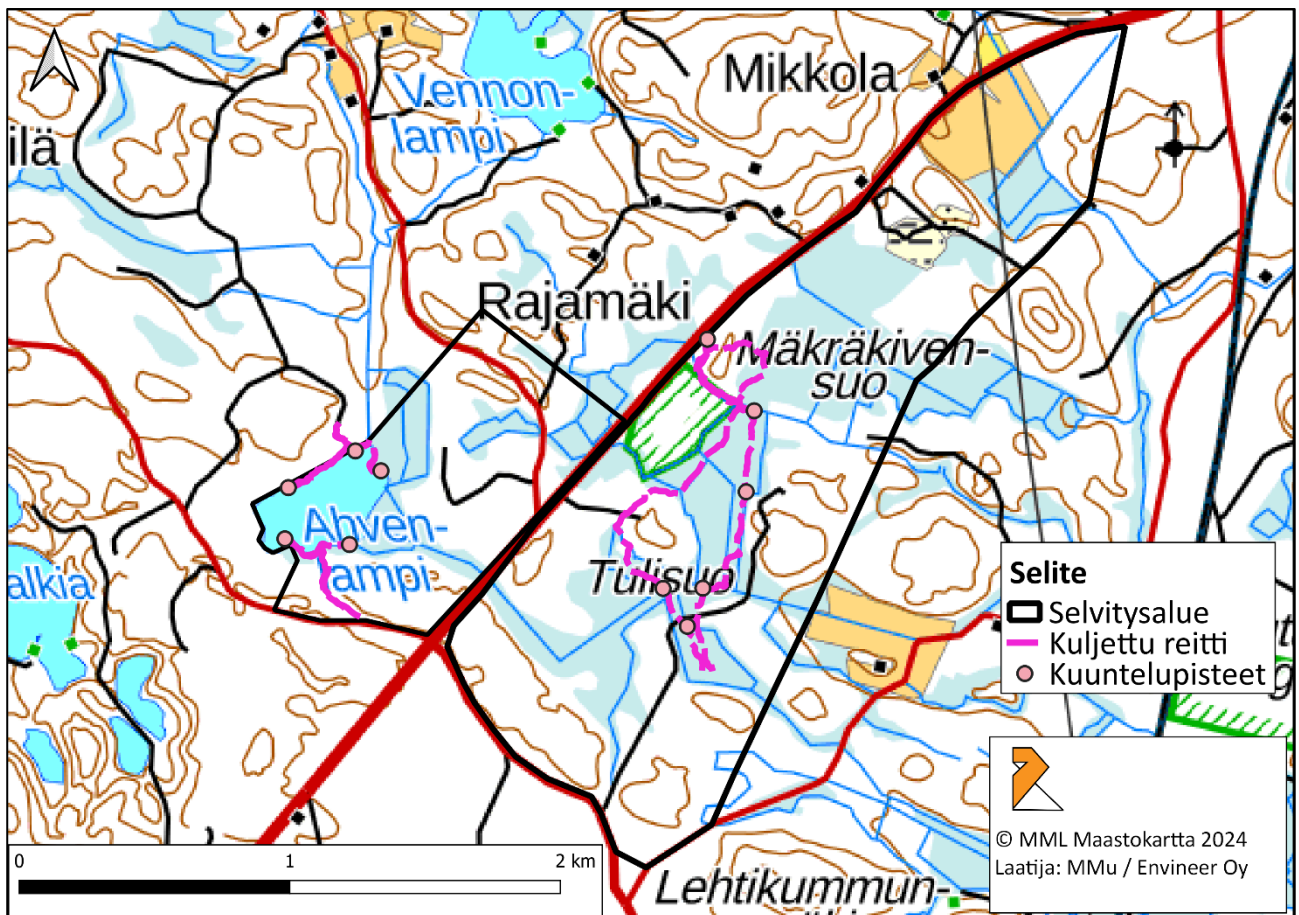 Mikkola
Vennon-
lampi
ilä
Rajamäki
Mäkräkiven-
suo
Ahven-
lampi
Tulisuo
alkia
Selite
Selvitysalue
Kuljettu reitti
Kuuntelupisteet
© MML Maastokartta 2024
Laatija: MMu / Envineer Oy
0 1 2 km
Lehtikummun-